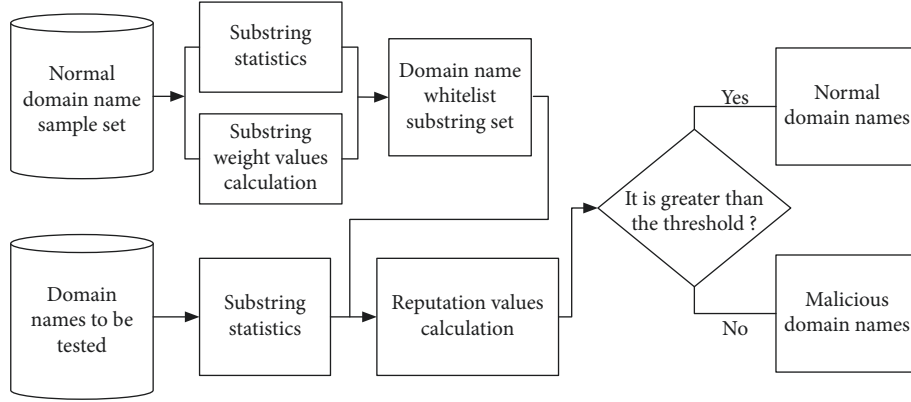 Normal
domain name
sample set
Substring
statistics
Substring
weight values
calculation
Domain name
whitelist
substring set
Domain
names to be
tested
Substring
statistics
Reputation values
calculation
It is greater than
the threshold ?
Yes
Normal
domain names
No
Malicious
domain names